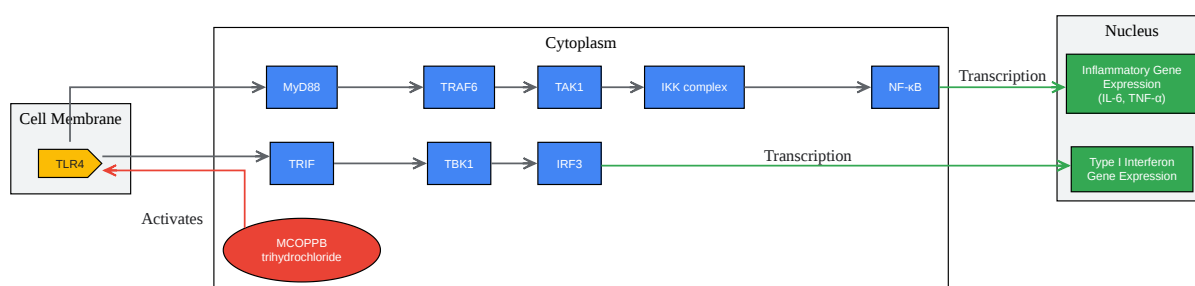 Nucleus
Cytoplasm
Inflammatory Gene
Expression
(IL-6, TNF-α)
Transcription
MyD88
TRAF6
TAK1
IKK complex
NF-κB
Cell Membrane
TLR4
TRIF
TBK1
IRF3
Transcription
Type I Interferon
Gene Expression
Activates
MCOPPB
trihydrochloride